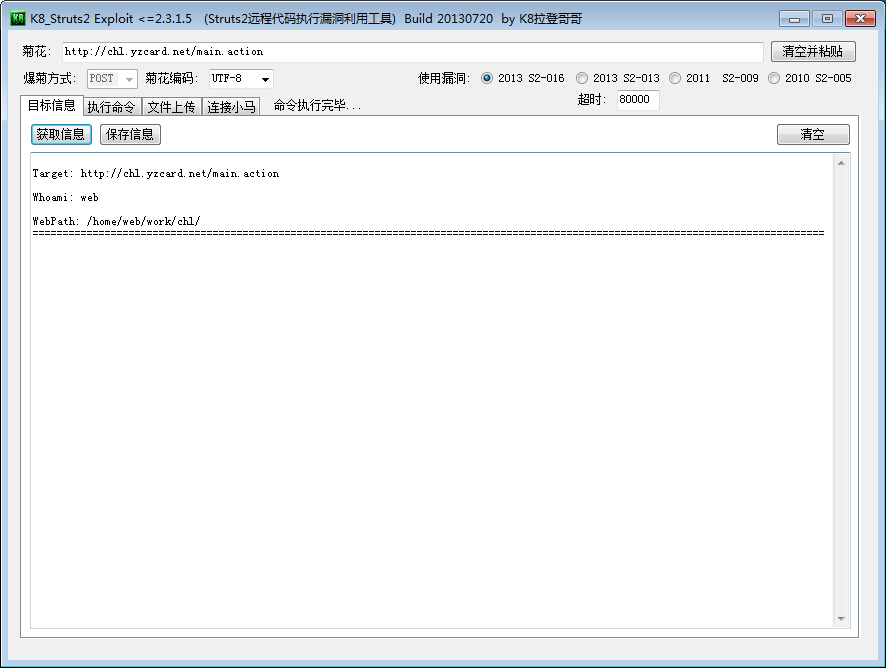 K8_Struts2 Exploit <=2.3.1.5 (Struts2远程代码执行漏洞利用工具) Build 20130720 by K8拉登哥哥
菊花: http://chl.yzcard.net/main.action 清空并粘贴
爆菊方式: POST 菊花编码: UTF-8 使用漏洞: 2013 S2-016 2013 S2-013 2011 S2-009 2010 S2-005
目标信息 执行命令 文件上传 连接小马 命令执行完毕... 超时: 80000
获取信息 保存信息 清空
Target: http://chl.yzcard.net/main.action
Whoami: web
WebPath: /home/web/work/chl/
====================================================================================================================================